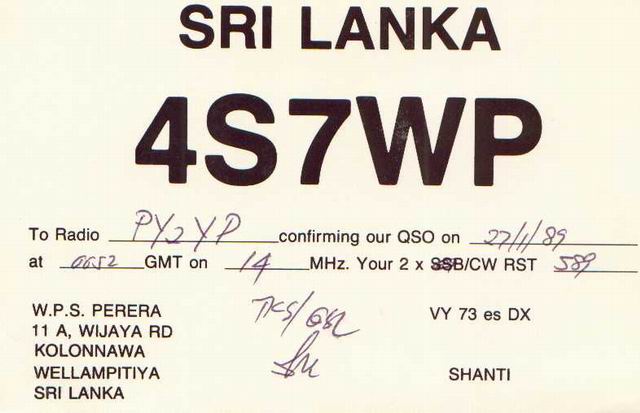 SRI LANKA
4S7WP
To Radio PY2YP confirming our QSO on 27/11/89
at 0052 GMT on 14 MHz. Your 2 x SSB/CW RST 589
W.P.S. PERERA TKS/QSL VY 73 es DX
11 A, WIJAYA RD
KOLONNAWA
WELLAMPITIYA SHANTI
SRI LANKA